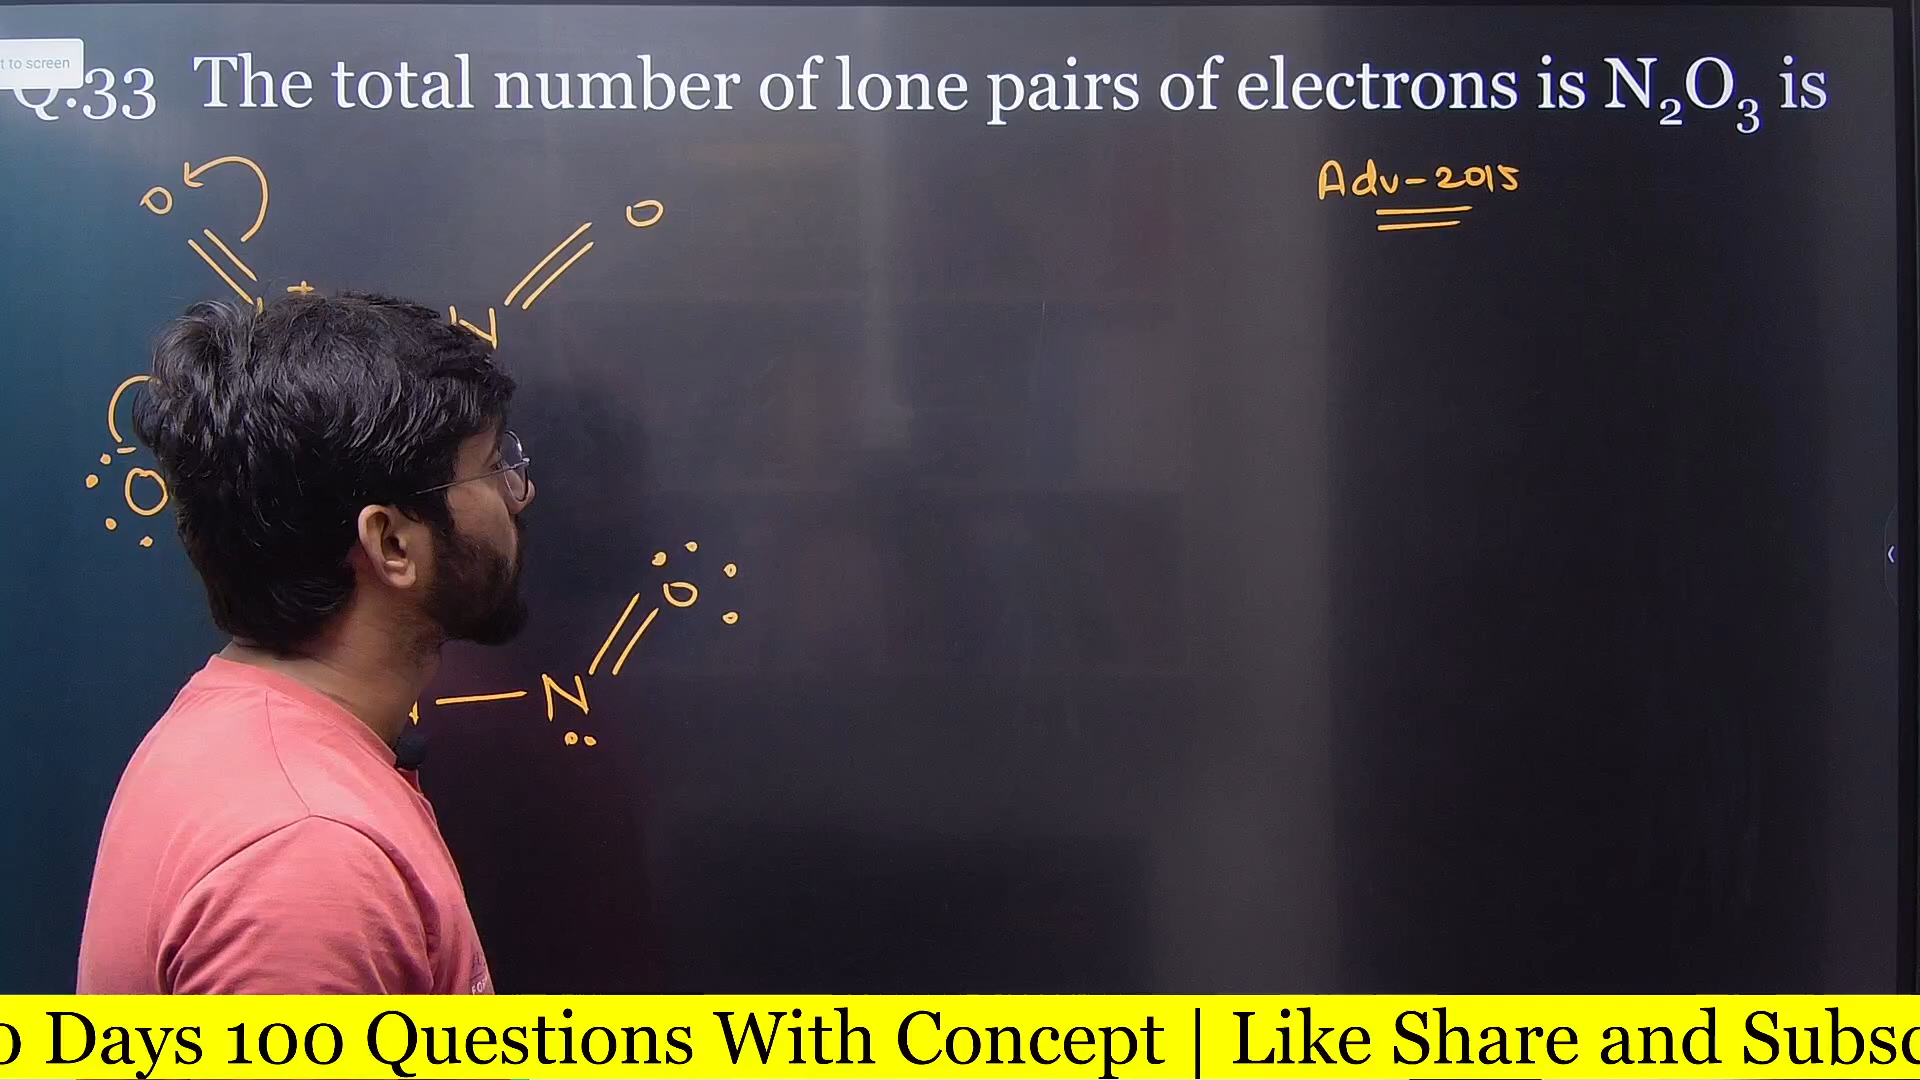 t to screen
Q.33 The total number of lone pairs of electrons is N₂O₃ is
Adv-2015
O
O
+
N
O
O
N
Days 100 Questions With Concept | Like Share and Subsc